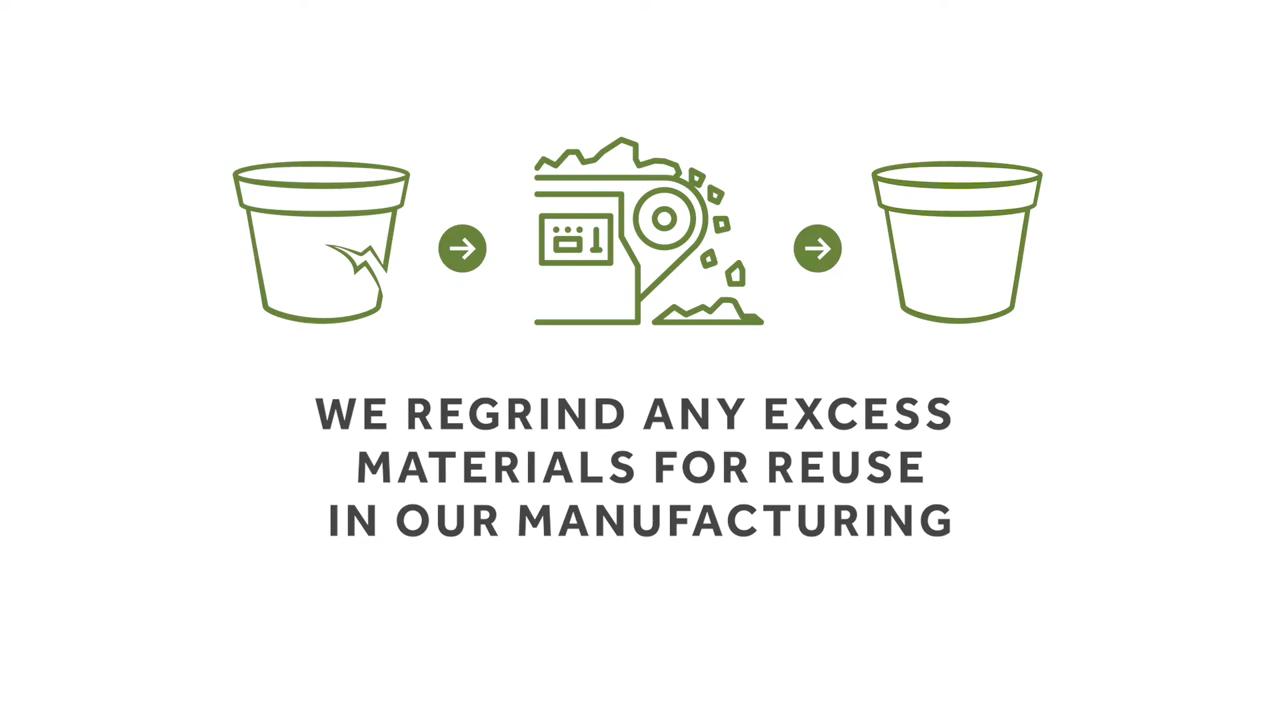 WE REGRIND ANY EXCESS
MATERIALS FOR REUSE
IN OUR MANUFACTURING